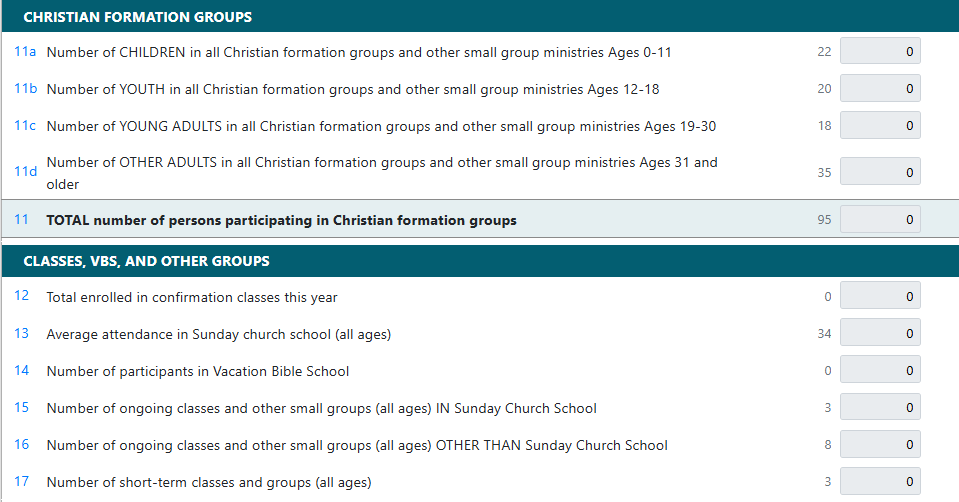 CHRISTIAN FORMATION GROUPS
11a Number of CHILDREN in all Christian formation groups and other small group ministries Ages 0-11 22 0
11b Number of YOUTH in all Christian formation groups and other small group ministries Ages 12-18 20 0
11c Number of YOUNG ADULTS in all Christian formation groups and other small group ministries Ages 19-30 18 0
11d Number of OTHER ADULTS in all Christian formation groups and other small group ministries Ages 31 and
older 35 0
11 TOTAL number of persons participating in Christian formation groups 95 0
CLASSES, VBS, AND OTHER GROUPS
12 Total enrolled in confirmation classes this year 0 0
13 Average attendance in Sunday church school (all ages) 34 0
14 Number of participants in Vacation Bible School 0 0
15 Number of ongoing classes and other small groups (all ages) IN Sunday Church School 3 0
16 Number of ongoing classes and other small groups (all ages) OTHER THAN Sunday Church School 8 0
17 Number of short-term classes and groups (all ages) 3 0